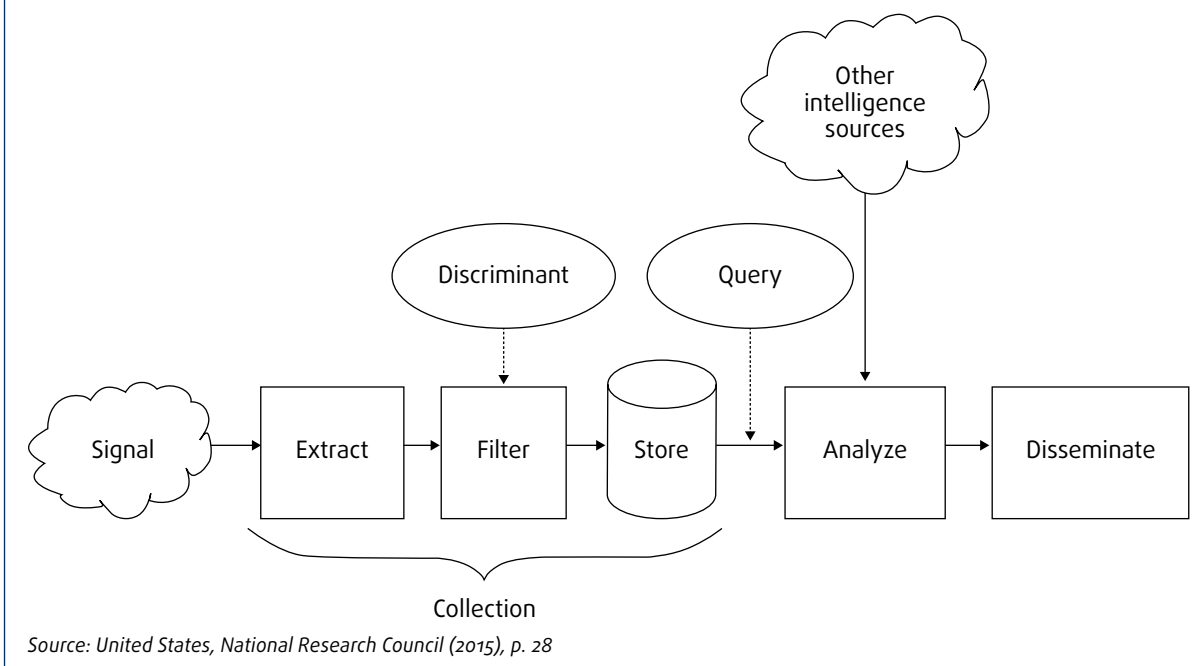 Other
intelligence
sources
Discriminant
Query
Signal
Extract
Filter
Store
Analyze
Disseminate
Collection
Source: United States, National Research Council (2015), p. 28